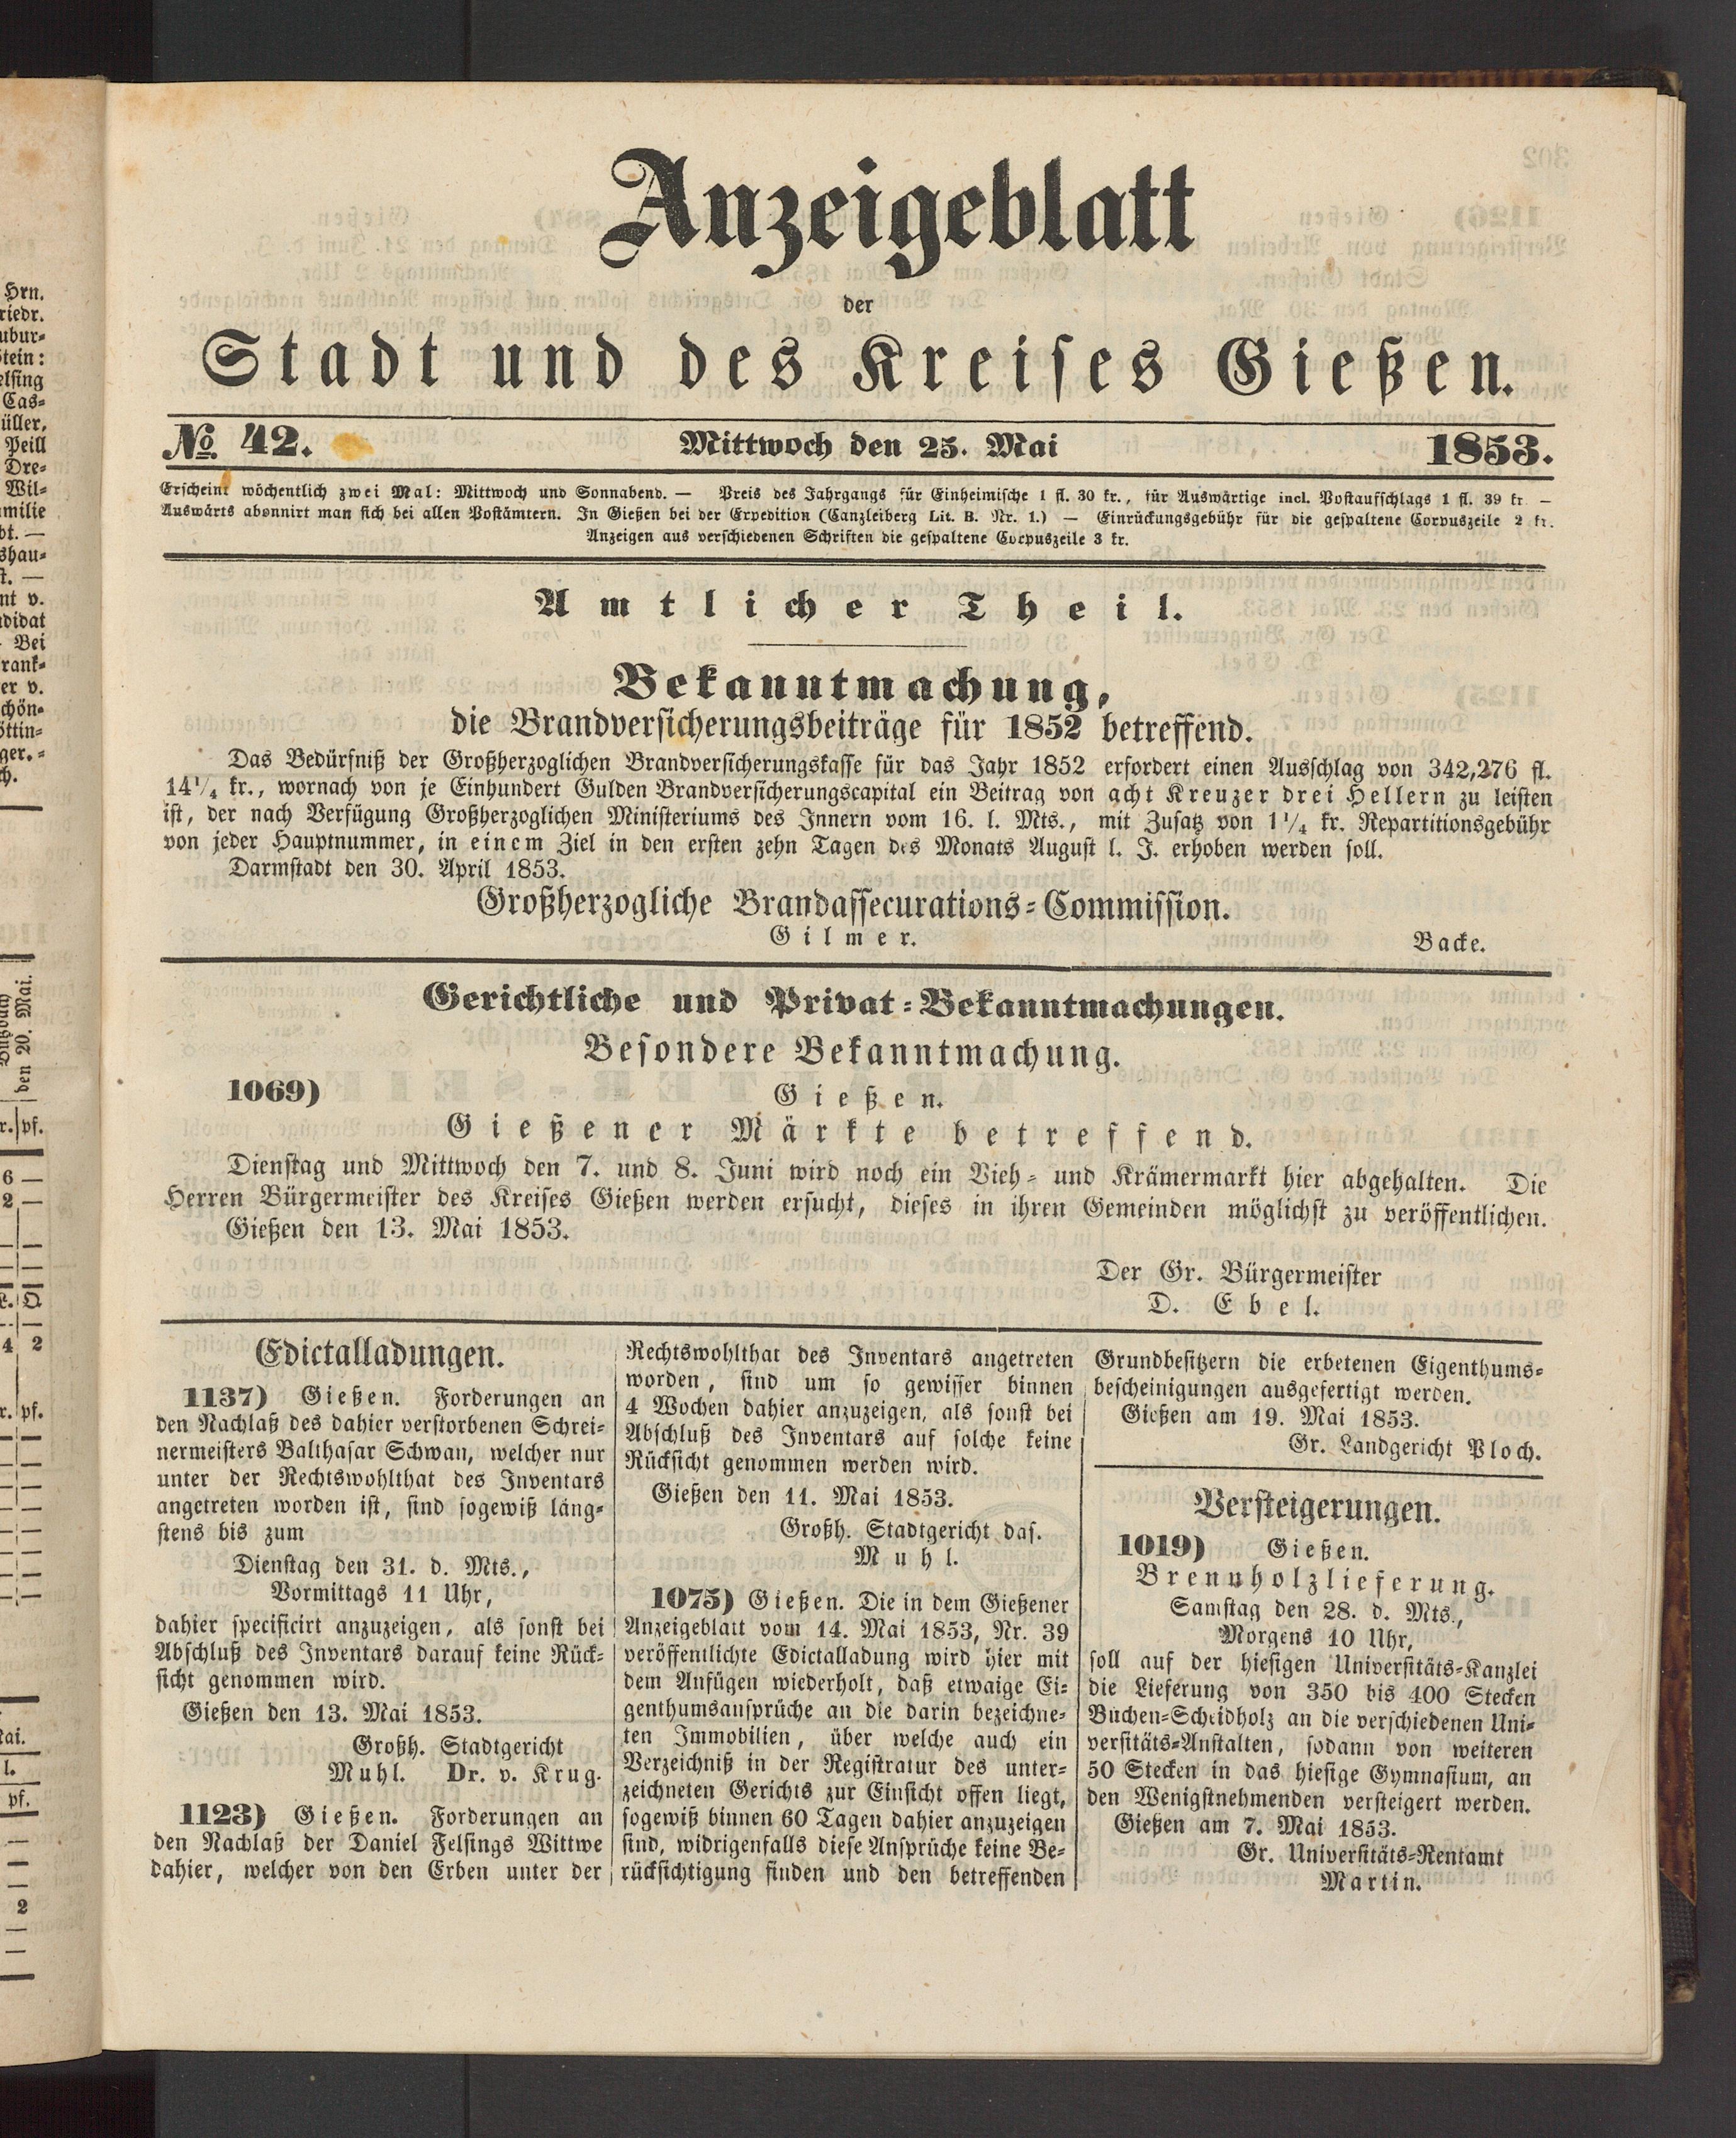 Anzeigeblatt
der
Stadt und des Kreises Gießen.
No. 42.
Mittwoch den 25. Mai
1853.
Erscheint wöchentlich zwei Mal: Mittwoch und Sonnabend. — Preis des Jahrgangs für Einheimische 1 fl. 30 kr., für Auswärtige incl. Postaufschlags 1 fl. 39 kr. —
Auswärts abonnirt man sich bei allen Postämtern. In Gießen bei der Expedition (Canzleiberg Lit. B. Nr. 1.) — Einrückungsgebühr für die gespaltene Corpuszeile 2 kr.
Anzeigen aus verschiedenen Schriften die gespaltene Corpuszeile 3 kr.
Amtlicher Theil.
Bekanntmachung,
die Brandversicherungsbeiträge für 1852 betreffend.
Das Bedürfniß der Großherzoglichen Brandversicherungskasse für das Jahr 1852 erfordert einen Ausschlag von 342,276 fl.
14¼ kr., wornach von je Einhundert Gulden Brandversicherungscapital ein Beitrag von acht Kreuzer drei Hellern zu leisten
ist, der nach Verfügung Großherzoglichen Ministeriums des Innern vom 16. l. Mts., mit Zusatz von 1¼ kr. Repartitionsgebühr
von jeder Hauptnummer, in einem Ziel in den ersten zehn Tagen des Monats August l. J. erhoben werden soll.
Darmstadt den 30. April 1853.
Großherzogliche Brandassecurations-Commission.
Gilmer.
Backe.
Gerichtliche und Privat-Bekanntmachungen.
Besondere Bekanntmachung.
1069) Gießen.
Gießener Märkte betreffend.
Dienstag und Mittwoch den 7. und 8. Juni wird noch ein Vieh- und Krämermarkt hier abgehalten. Die
Herren Bürgermeister des Kreises Gießen werden ersucht, dieses in ihren Gemeinden möglichst zu veröffentlichen.
Gießen den 13. Mai 1853.
Der Gr. Bürgermeister
D. Ebel.
Edictalladungen.
1137) Gießen. Forderungen an
den Nachlaß des dahier verstorbenen Schrei-
nermeisters Balthasar Schwan, welcher nur
unter der Rechtswohlthat des Inventars
angetreten worden ist, sind sogewiß läng-
stens bis zum
Dienstag den 31. d. Mts.,
Vormittags 11 Uhr,
dahier specificirt anzuzeigen, als sonst bei
Abschluß des Inventars darauf keine Rück-
sicht genommen wird.
Gießen den 13. Mai 1853.
Großh. Stadtgericht
Muhl. Dr. v. Krug.
1123) Gießen. Forderungen an
den Nachlaß der Daniel Felsings Wittwe
dahier, welcher von den Erben unter der
Rechtswohlthat des Inventars angetreten
worden, sind um so gewisser binnen
4 Wochen dahier anzuzeigen, als sonst bei
Abschluß des Inventars auf solche keine
Rücksicht genommen werden wird.
Gießen den 11. Mai 1853.
Großh. Stadtgericht das.
Muhl.
1075) Gießen. Die in dem Gießener
Anzeigeblatt vom 14. Mai 1853, Nr. 39
veröffentlichte Edictalladung wird hier mit
dem Anfügen wiederholt, daß etwaige Ei-
genthumsansprüche an die darin bezeichne-
ten Immobilien, über welche auch ein
Verzeichniß in der Registratur des unter-
zeichneten Gerichts zur Einsicht offen liegt,
sogewiß binnen 60 Tagen dahier anzuzeigen
sind, widrigenfalls diese Ansprüche keine Be-
rücksichtigung finden und den betreffenden
Grundbesitzern die erbetenen Eigenthums-
bescheinigungen ausgefertigt werden.
Gießen am 19. Mai 1853.
Gr. Landgericht Ploch.
Versteigerungen.
1019) Gießen.
Brennholzlieferung.
Samstag den 28. d. Mts.,
Morgens 10 Uhr,
soll auf der hiesigen Universitäts-Kanzlei
die Lieferung von 350 bis 400 Stecken
Buchen-Scheidholz an die verschiedenen Uni-
versitäts-Anstalten, sodann von weiteren
50 Stecken in das hiesige Gymnasium, an
den Wenigstnehmenden versteigert werden.
Gießen am 7. Mai 1853.
Gr. Universitäts-Rentamt
Martin.